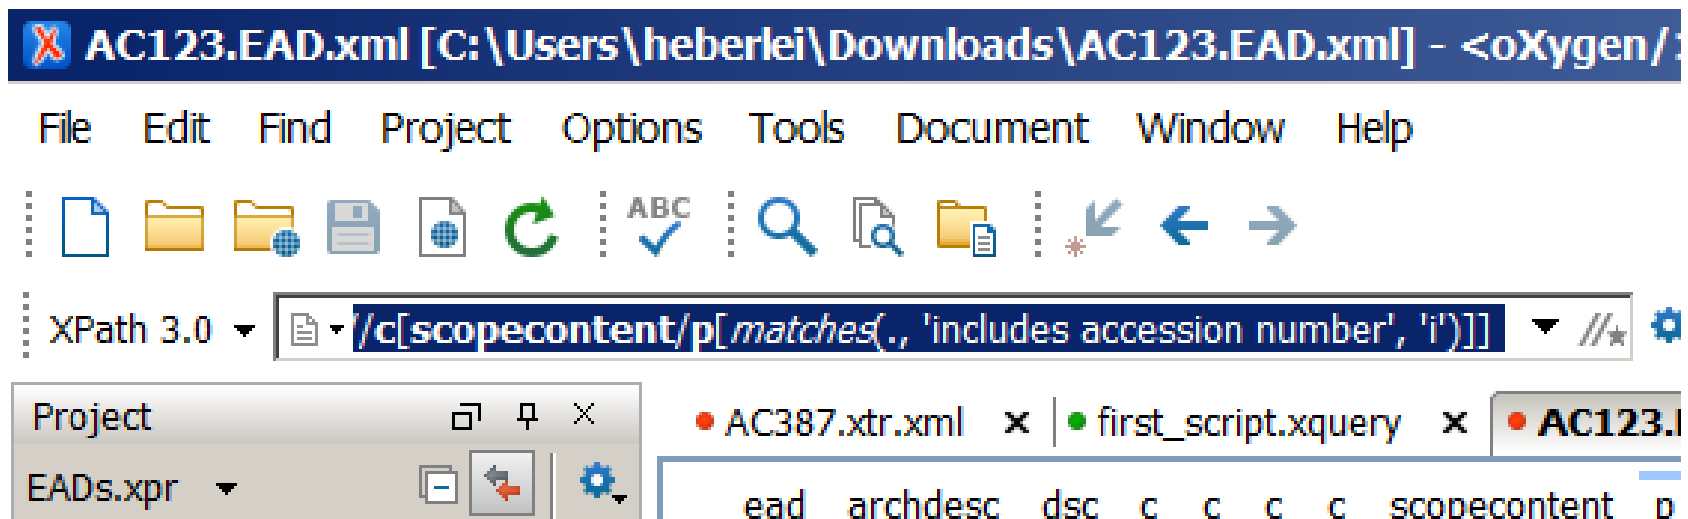 AC123.EAD.xml [C:\Users\heberlei\Downloads\AC123.EAD.xml] - <oXygen/
File Edit Find Project Options Tools Document Window Help
ABC
XPath 3.0 //c[scopecontent/p[matches(., 'includes accession number', 'i')]] //
Project AC387.xtr.xml first_script.xquery AC123.
EADs.xpr
ead archdesc dsc c c c c scopecontent p